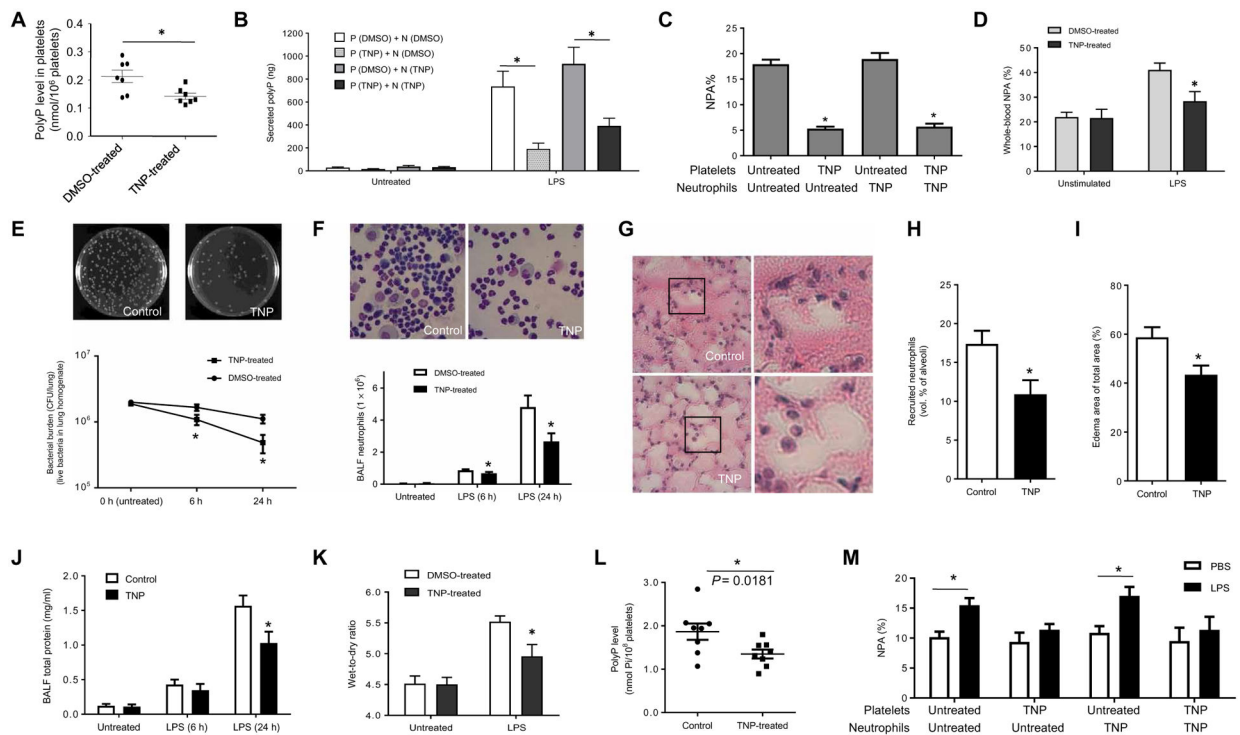 A
PolyP level in platelets
(nmol/10⁶ platelets)
0.4
0.3
0.2
0.1
0.0
*
DMSO-treated
TNP-treated
B
Secreted polyP (ng)
1200
1000
800
600
400
200
0
P (DMSO) + N (DMSO)
P (TNP) + N (DMSO)
P (DMSO) + N (TNP)
P (TNP) + N (TNP)
*
*
Untreated
LPS
C
NPA%
25
20
15
10
5
0
*
*
Platelets Untreated TNP Untreated TNP
Neutrophils Untreated Untreated TNP TNP
D
DMSO-treated
TNP-treated
Whole-blood NPA (%)
50.0
40.0
30.0
20.0
10.0
0.0
*
Unstimulated
LPS
E
Control
TNP
Bacterial burden (CFU/lung)
(live bacteria in lung homogenate)
10⁷
10⁶
10⁵
TNP-treated
DMSO-treated
*
*
0 h (untreated)
6 h
24 h
F
Control
TNP
BALF neutrophils (1 × 10⁶)
6
4
2
0
DMSO-treated
TNP-treated
*
*
Untreated
LPS (6 h)
LPS (24 h)
G
Control
TNP
H
Recruited neutrophils
(vol. % of alveoli)
25
20
15
10
5
0
*
Control
TNP
I
Edema area of total area (%)
80
60
40
20
0
*
Control
TNP
J
BALF total protein (mg/ml)
2.0
1.5
1.0
0.5
0.0
Control
TNP
*
Untreated
LPS (6 h)
LPS (24 h)
K
Wet-to-dry ratio
6.0
5.5
5.0
4.5
4.0
DMSO-treated
TNP-treated
*
Untreated
LPS
L
PolyP level
(nmol Pi/10⁸ platelets)
3.0
2.0
1.0
0.0
*
P = 0.0181
Control
TNP-treated
M
NPA (%)
20
15
10
5
0
PBS
LPS
*
*
Platelets Untreated TNP Untreated TNP
Neutrophils Untreated Untreated TNP TNP